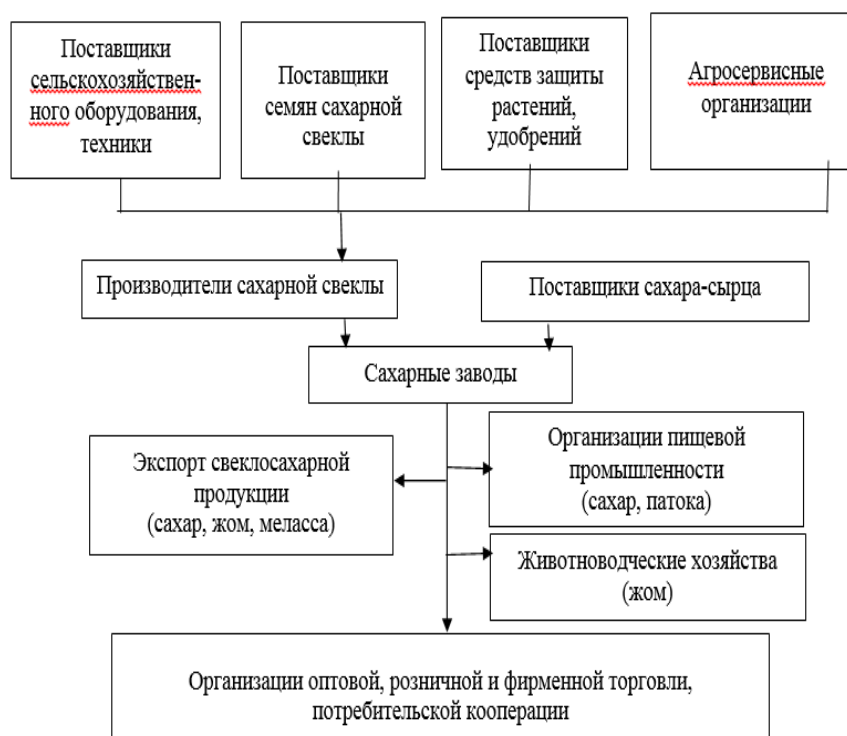 Поставщики
сельскохозяйствен-
ного оборудования,
техники
Поставщики
семян сахарной
свеклы
Поставщики
средств защиты
растений,
удобрений
Агросервисные
организации
Производители сахарной свеклы
Поставщики сахара-сырца
Сахарные заводы
Экспорт свеклосахарной
продукции
(сахар, жом, меласса)
Организации пищевой
промышленности
(сахар, патока)
Животноводческие хозяйства
(жом)
Организации оптовой, розничной и фирменной торговли,
потребительской кооперации